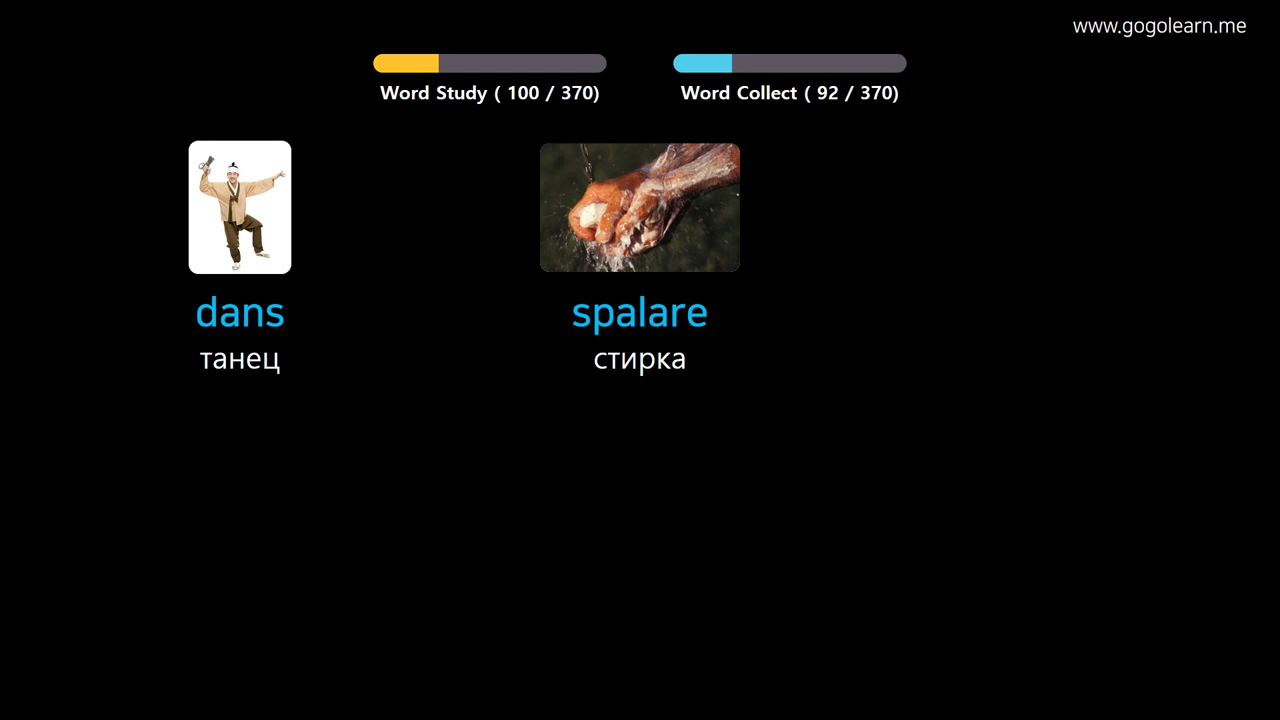 www.gogolearn.me
Word Study ( 100 / 370)
Word Collect ( 92 / 370)
dans
танец
spalare
стирка